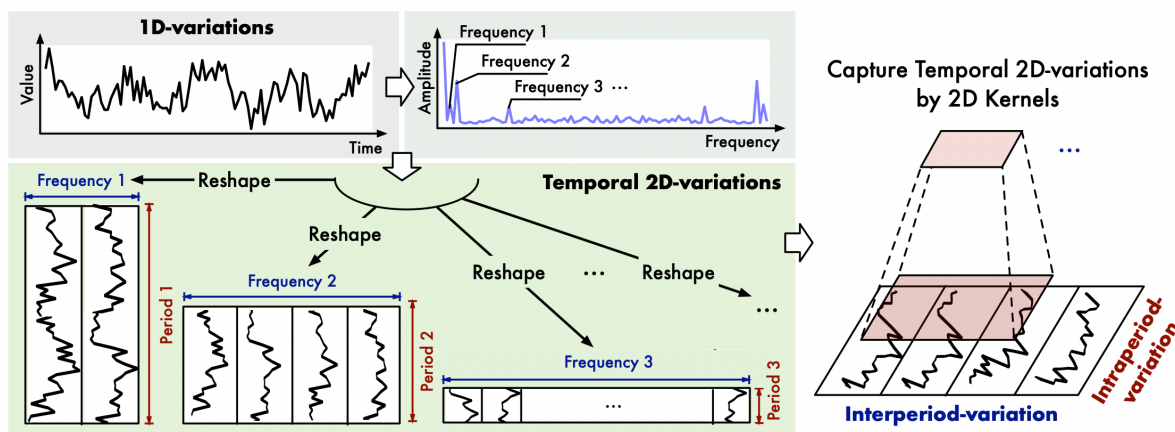 1D-variations
Value
Time
Amplitude
Frequency 1
Frequency 2
Frequency 3 ...
Frequency
Temporal 2D-variations
Reshape
Reshape
Reshape
...
Reshape
...
Frequency 1
Period 1
Frequency 2
Period 2
Frequency 3
...
Period 3
Capture Temporal 2D-variations
by 2D Kernels
...
Interperiod-variation
Intraperiod-
variation